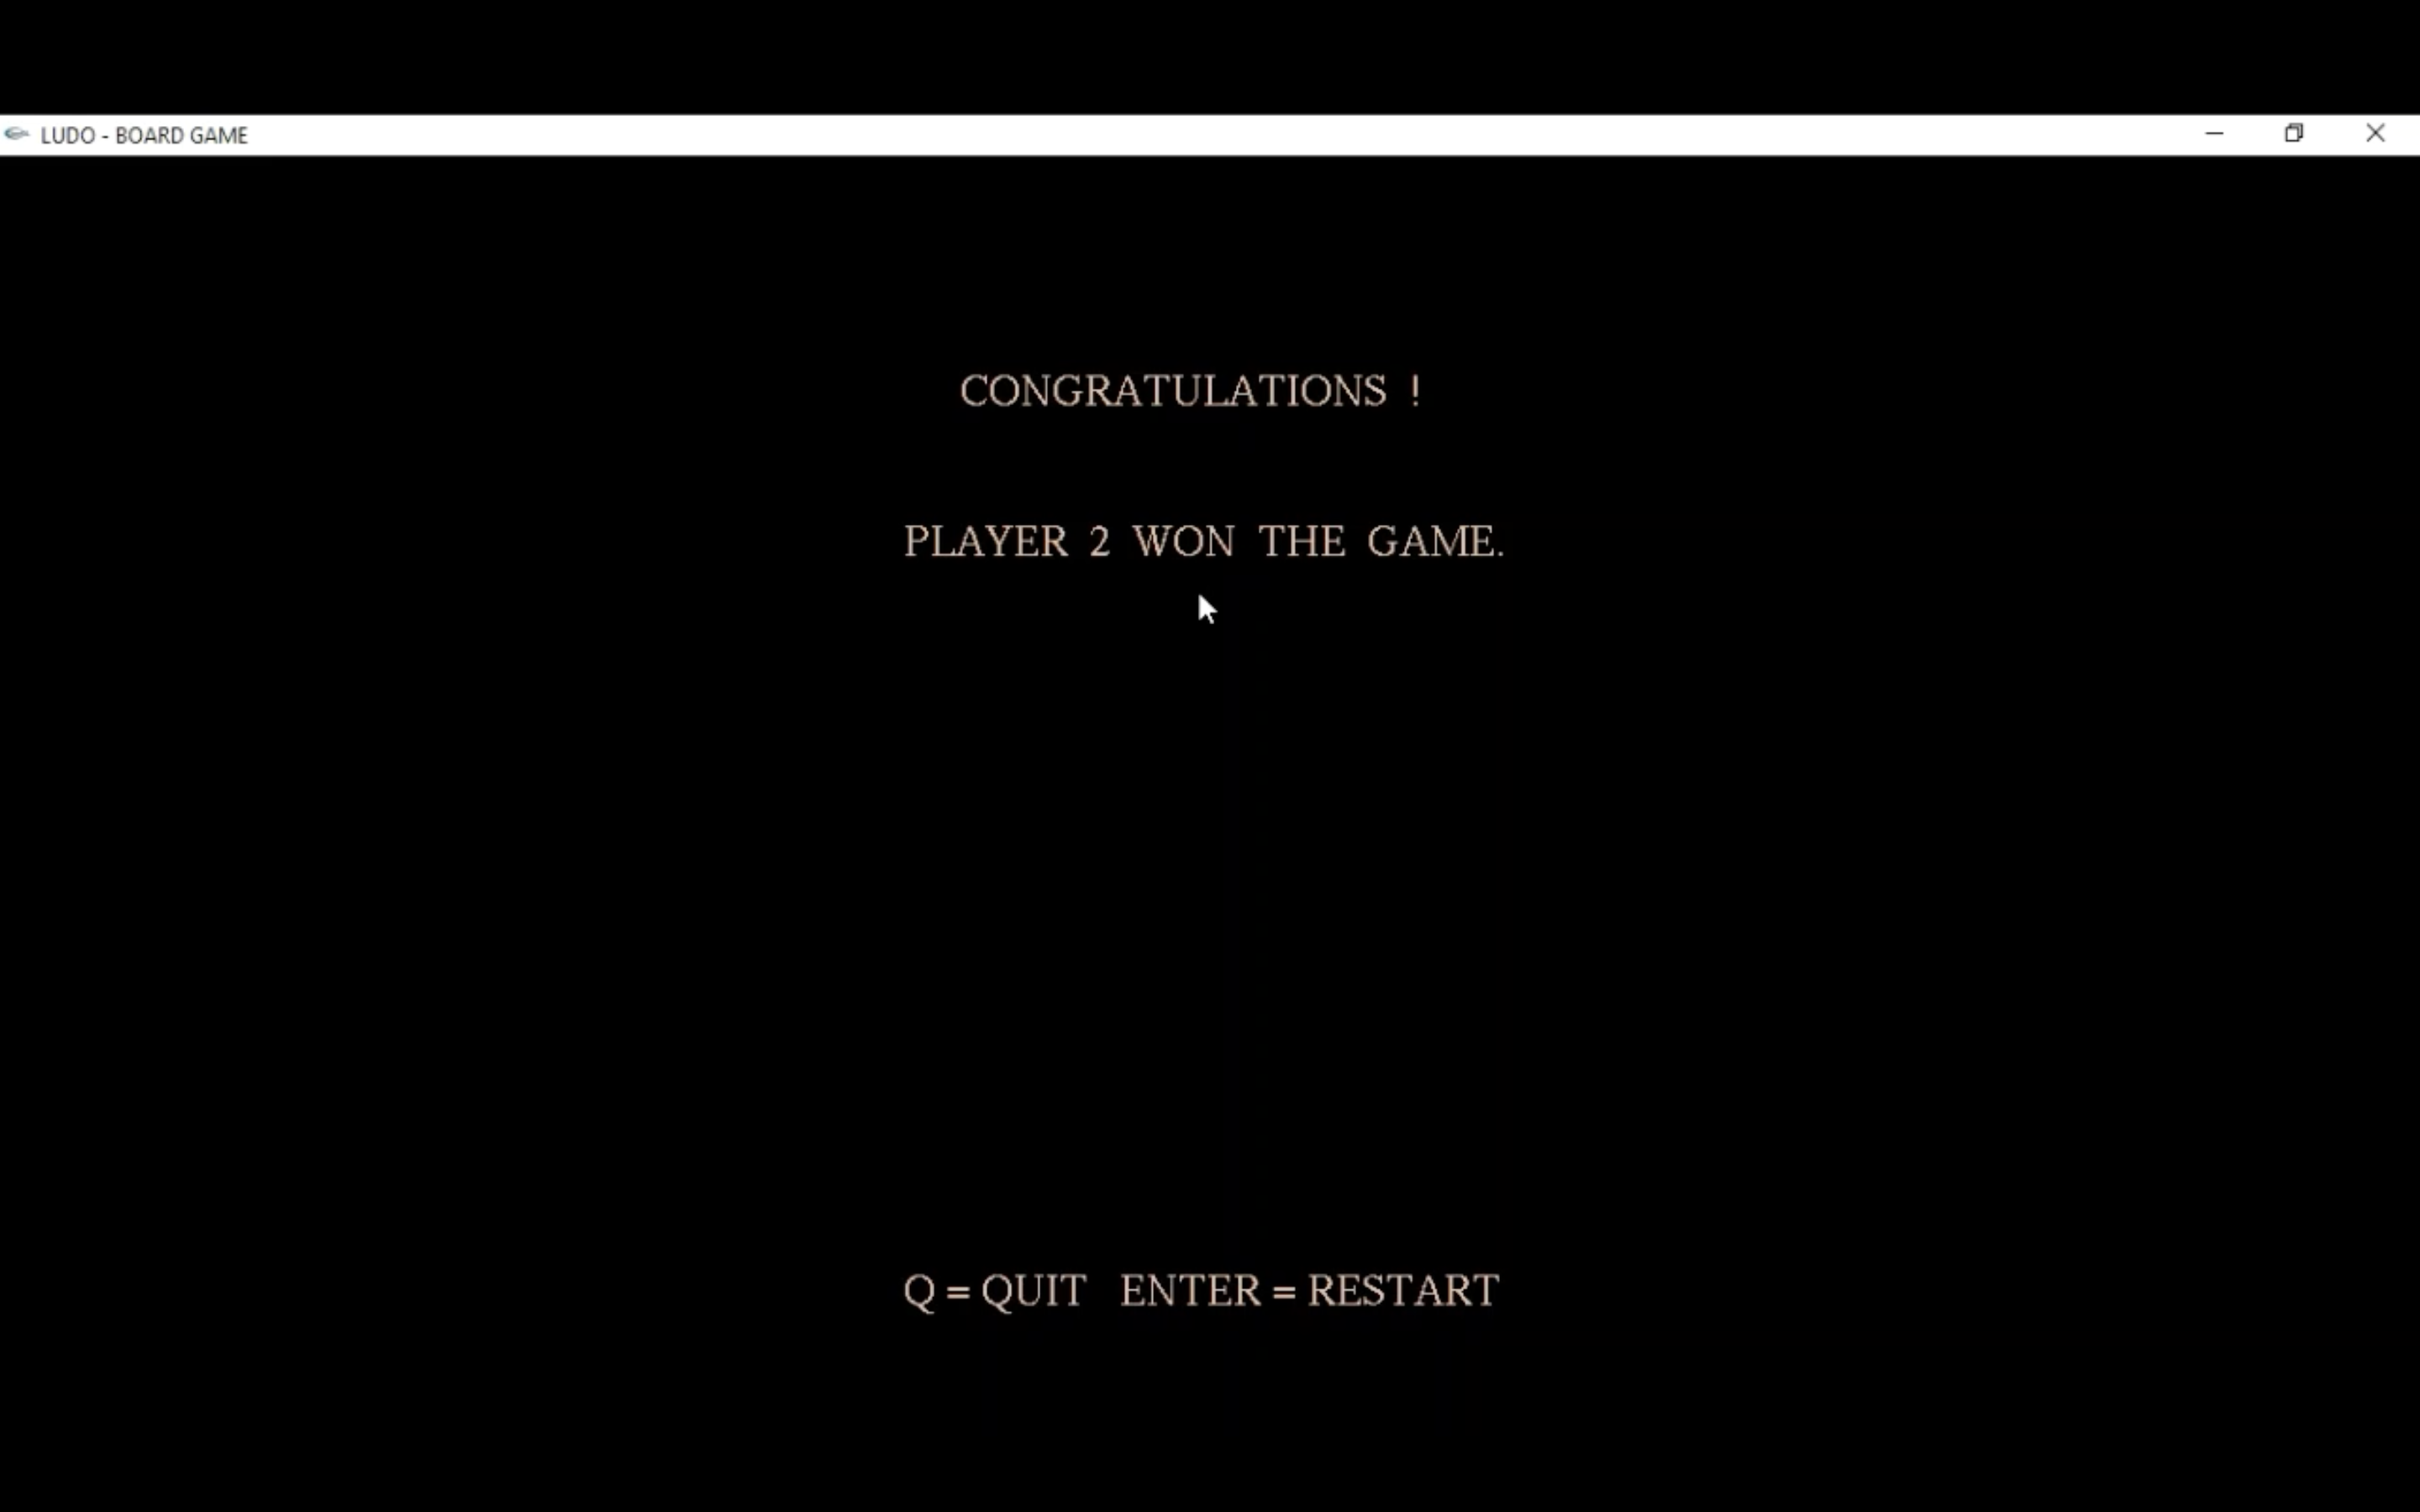 LUDO - BOARD GAME
CONGRATULATIONS !
PLAYER 2 WON THE GAME.
Q = QUIT ENTER = RESTART